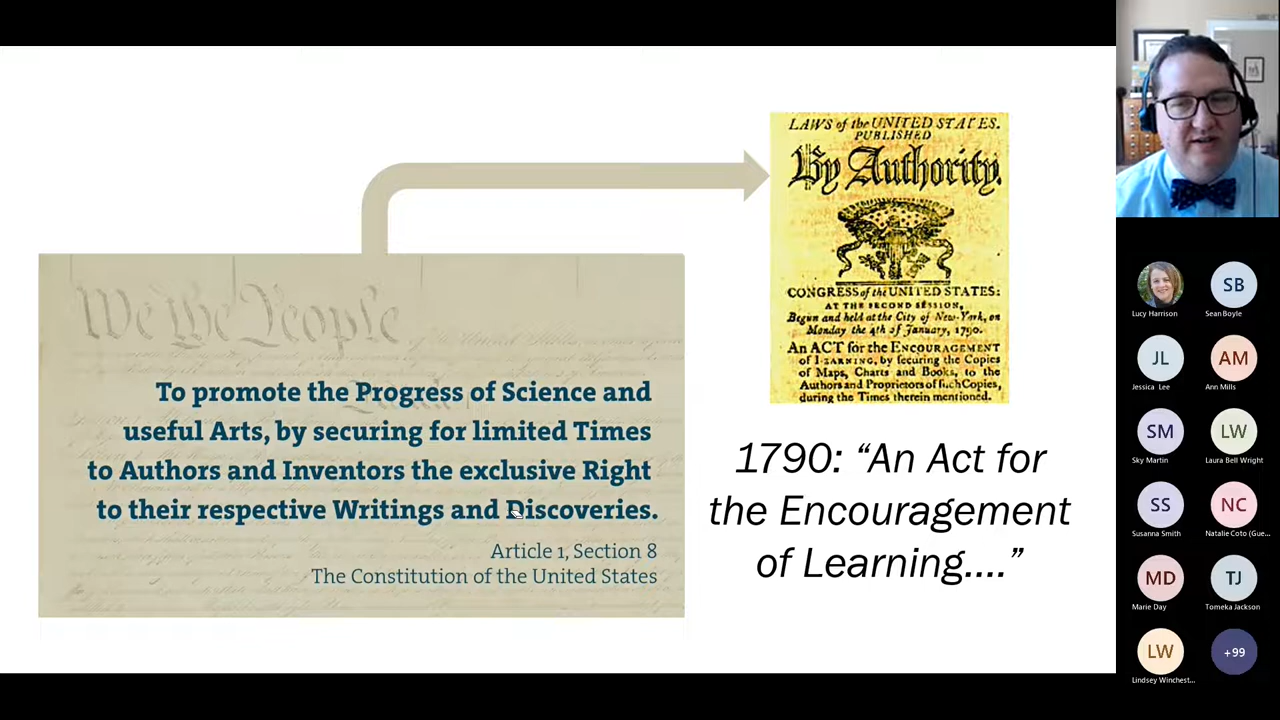 We the People
To promote the Progress of Science and
useful Arts, by securing for limited Times
to Authors and Inventors the exclusive Right
to their respective Writings and Discoveries.
Article 1, Section 8
The Constitution of the United States
LAWS of the UNITED STATES.
PUBLISHED
By Authority.
CONGRESS of the UNITED STATES:
AT THE SECOND SESSION,
Begun and held at the City of New-York, on
Monday the 4th of January, 1790.
An ACT for the ENCOURAGEMENT
of LEARNING, by securing the Copies
of Maps, Charts and Books, to the
Authors and Proprietors of such Copies,
during the Times therein mentioned.
1790: “An Act for
the Encouragement
of Learning....”
SB
Lucy Harrison
Sean Boyle
JL
AM
Jessica Lee
Ann Mills
SM
LW
Sky Martin
Laura Bell Wright
SS
NC
Susanna Smith
Natalie Coto (Gue...
MD
TJ
Marie Day
Tomeka Jackson
LW
+99
Lindsey Winchest...